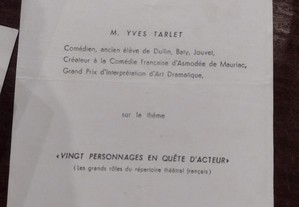 M. YVES TARLET
Comédien, ancien élève de Dullin, Baty, Jouvet,
Créateur à la Comédie Française d'Asmodée de Mauriac,
Grand Prix d'Interprétation d'Art Dramatique,
sur le thème
«VINGT PERSONNAGES EN QUÊTE D'ACTEUR»
(Les grands rôles du répertoire théâtral français)